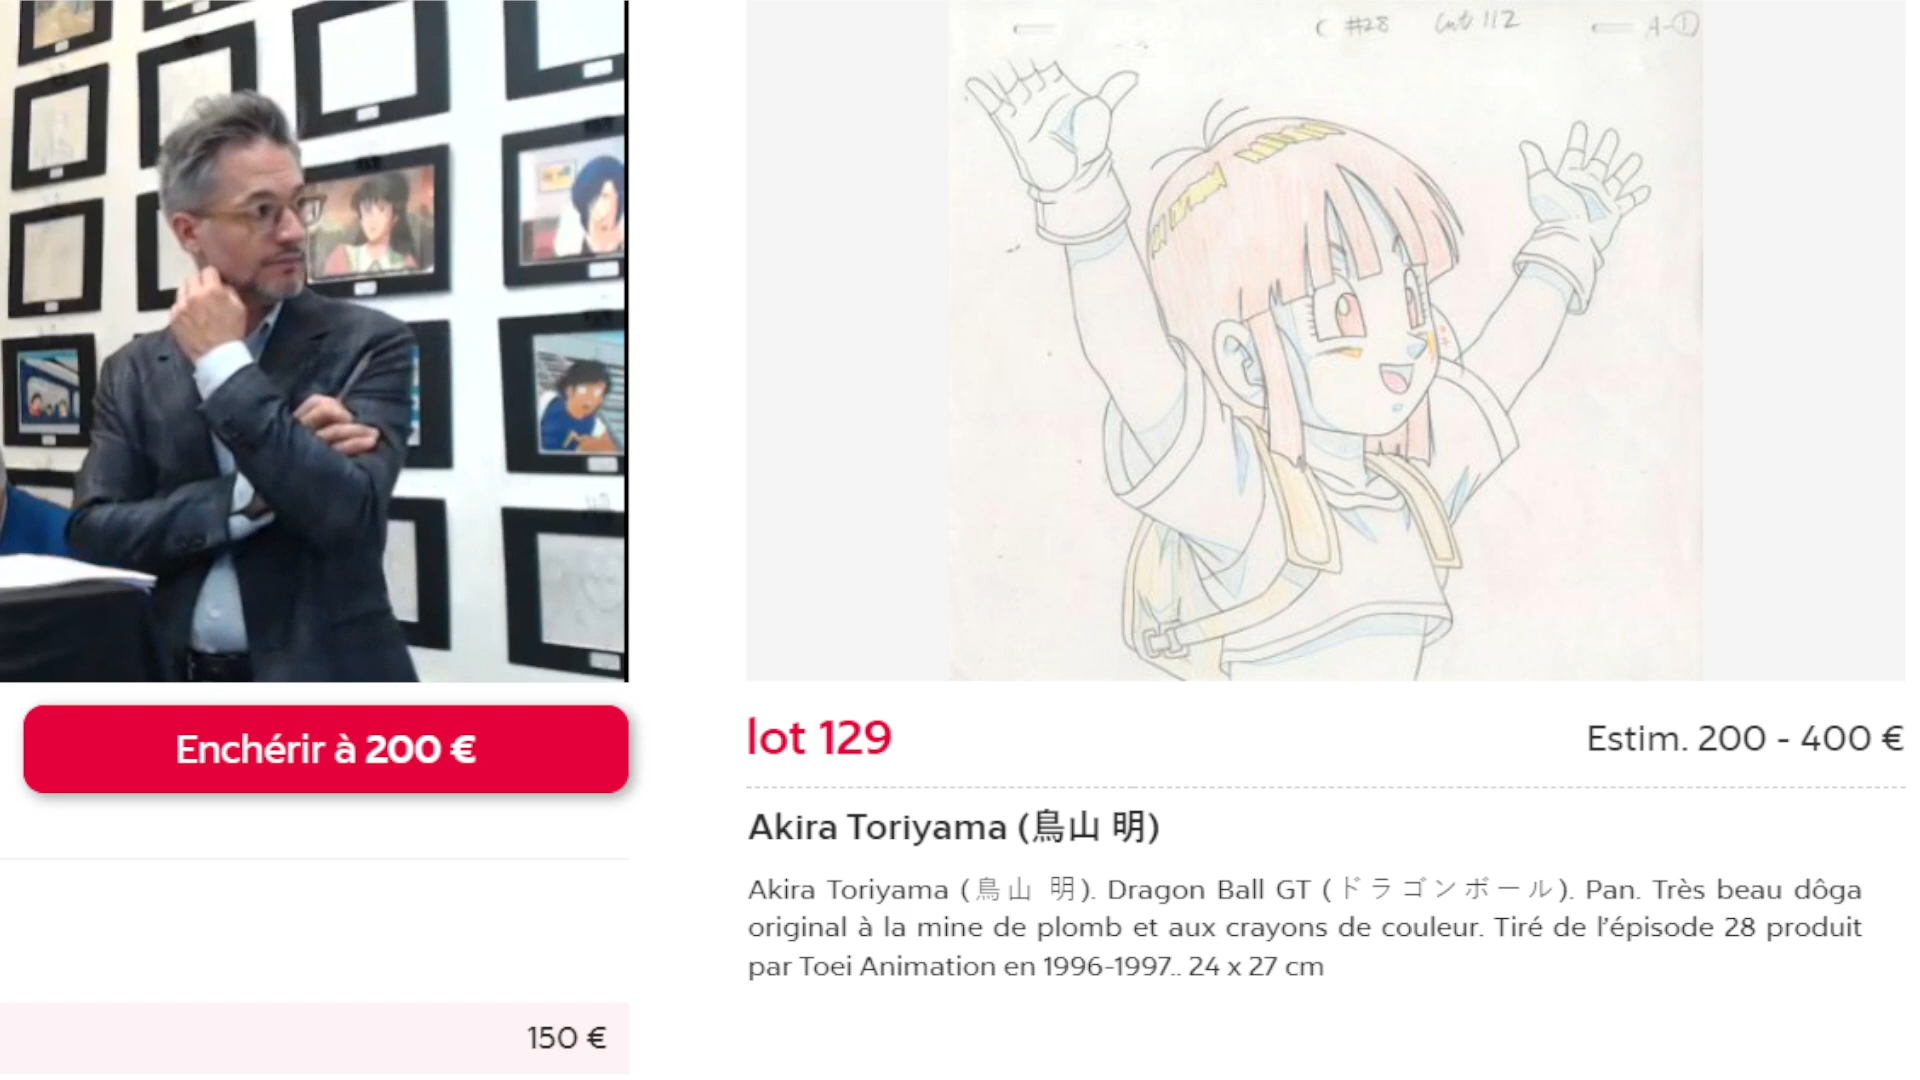 C #28 Cut 112 A-①
Enchérir à 200 €
150 €
lot 129
Estim. 200 - 400 €
Akira Toriyama (鳥山 明)
Akira Toriyama (鳥山 明). Dragon Ball GT (ドラゴンボール). Pan. Très beau dôga
original à la mine de plomb et aux crayons de couleur. Tiré de l'épisode 28 produit
par Toei Animation en 1996-1997.. 24 x 27 cm